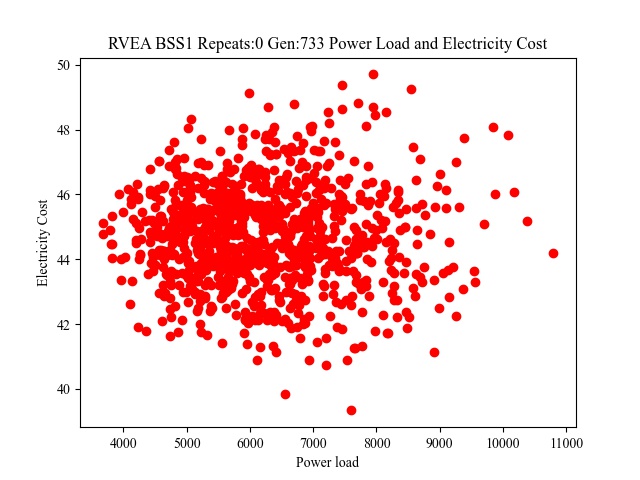 RVEA BSS1 Repeats:0 Gen:733 Power Load and Electricity Cost
50
48
46
44
42
40
Electricity Cost
4000 5000 6000 7000 8000 9000 10000 11000
Power load